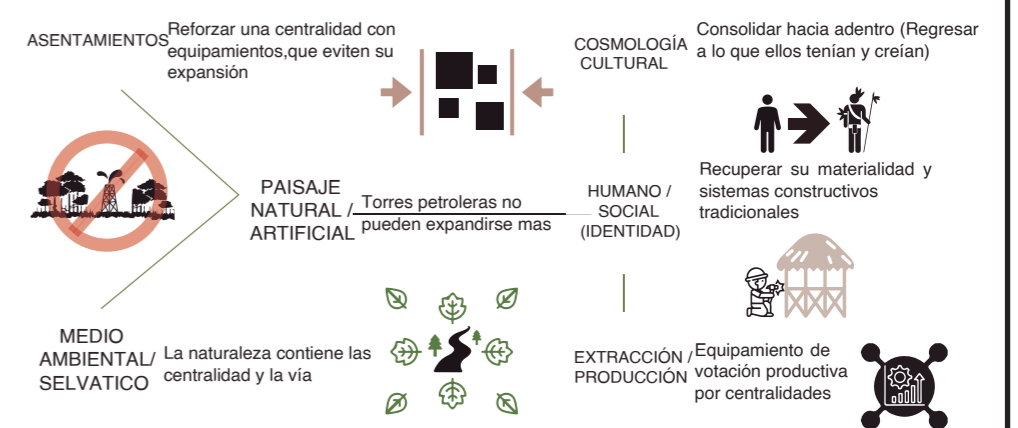 ASENTAMIENTOS
Reforzar una centralidad con
equipamientos,que eviten su
expansión
COSMOLOGÍA
CULTURAL
Consolidar hacia adentro (Regresar
a lo que ellos tenían y creían)
PAISAJE
NATURAL /
ARTIFICIAL
Torres petroleras no
pueden expandirse mas
HUMANO /
SOCIAL
(IDENTIDAD)
Recuperar su materialidad y
sistemas constructivos
tradicionales
MEDIO
AMBIENTAL/
SELVATICO
La naturaleza contiene las
centralidad y la vía
EXTRACCIÓN /
PRODUCCIÓN
Equipamiento de
votación productiva
por centralidades